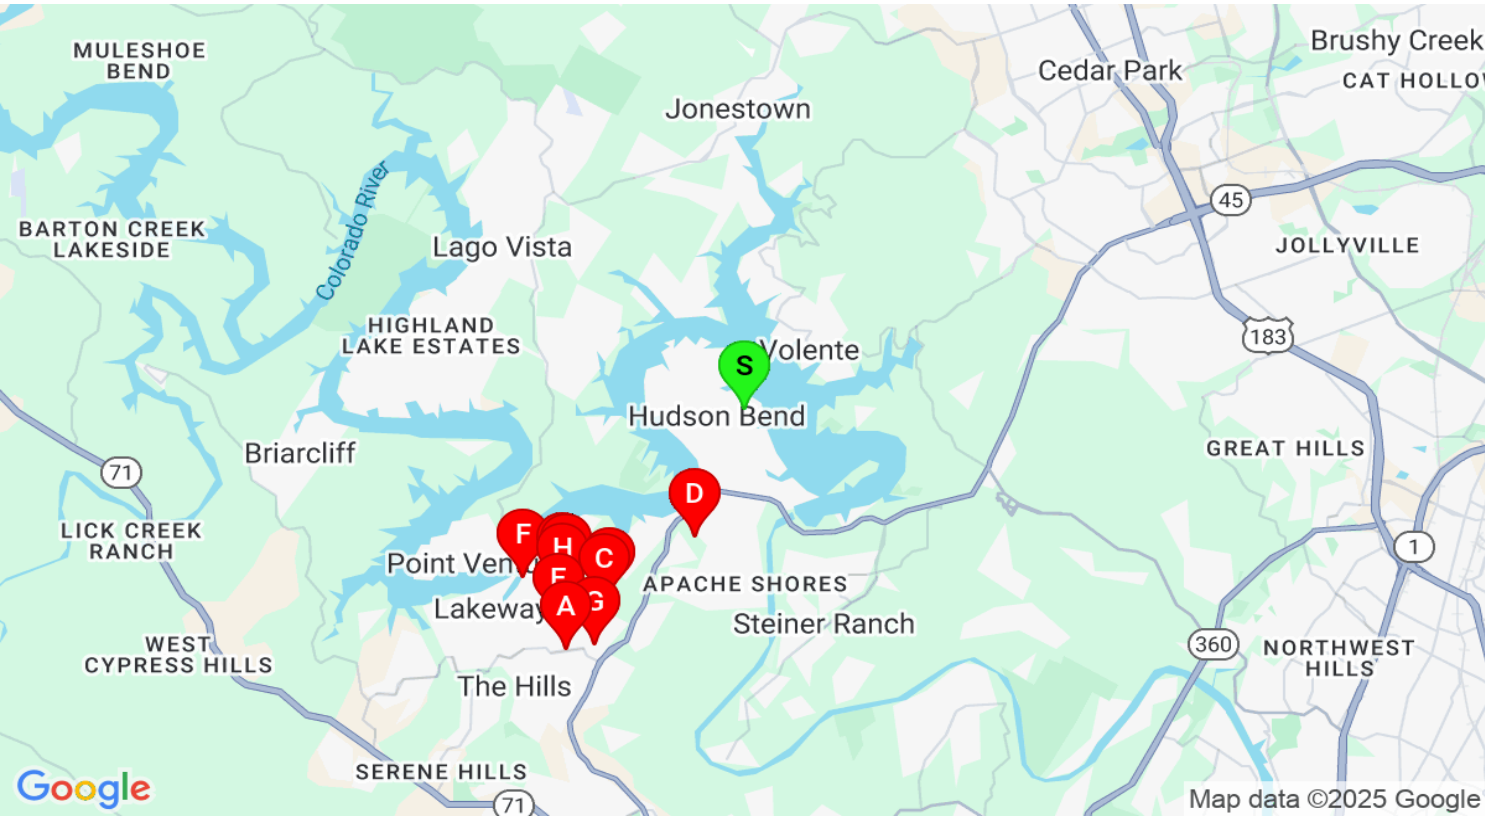 MULESHOE
BEND
Brushy Creek
Cedar Park
CAT HOLLOW
Jonestown
Colorado River
45
BARTON CREEK
LAKESIDE
Lago Vista
JOLLYVILLE
HIGHLAND
LAKE ESTATES
183
Volente
S
Hudson Bend
Briarcliff
GREAT HILLS
71
D
LICK CREEK
RANCH
F
H
C
1
Point Ven
E
APACHE SHORES
Lakeway
A
G
Steiner Ranch
WEST
CYPRESS HILLS
360
NORTHWEST
HILLS
The Hills
SERENE HILLS
Google
71
Map data ©2025 Google